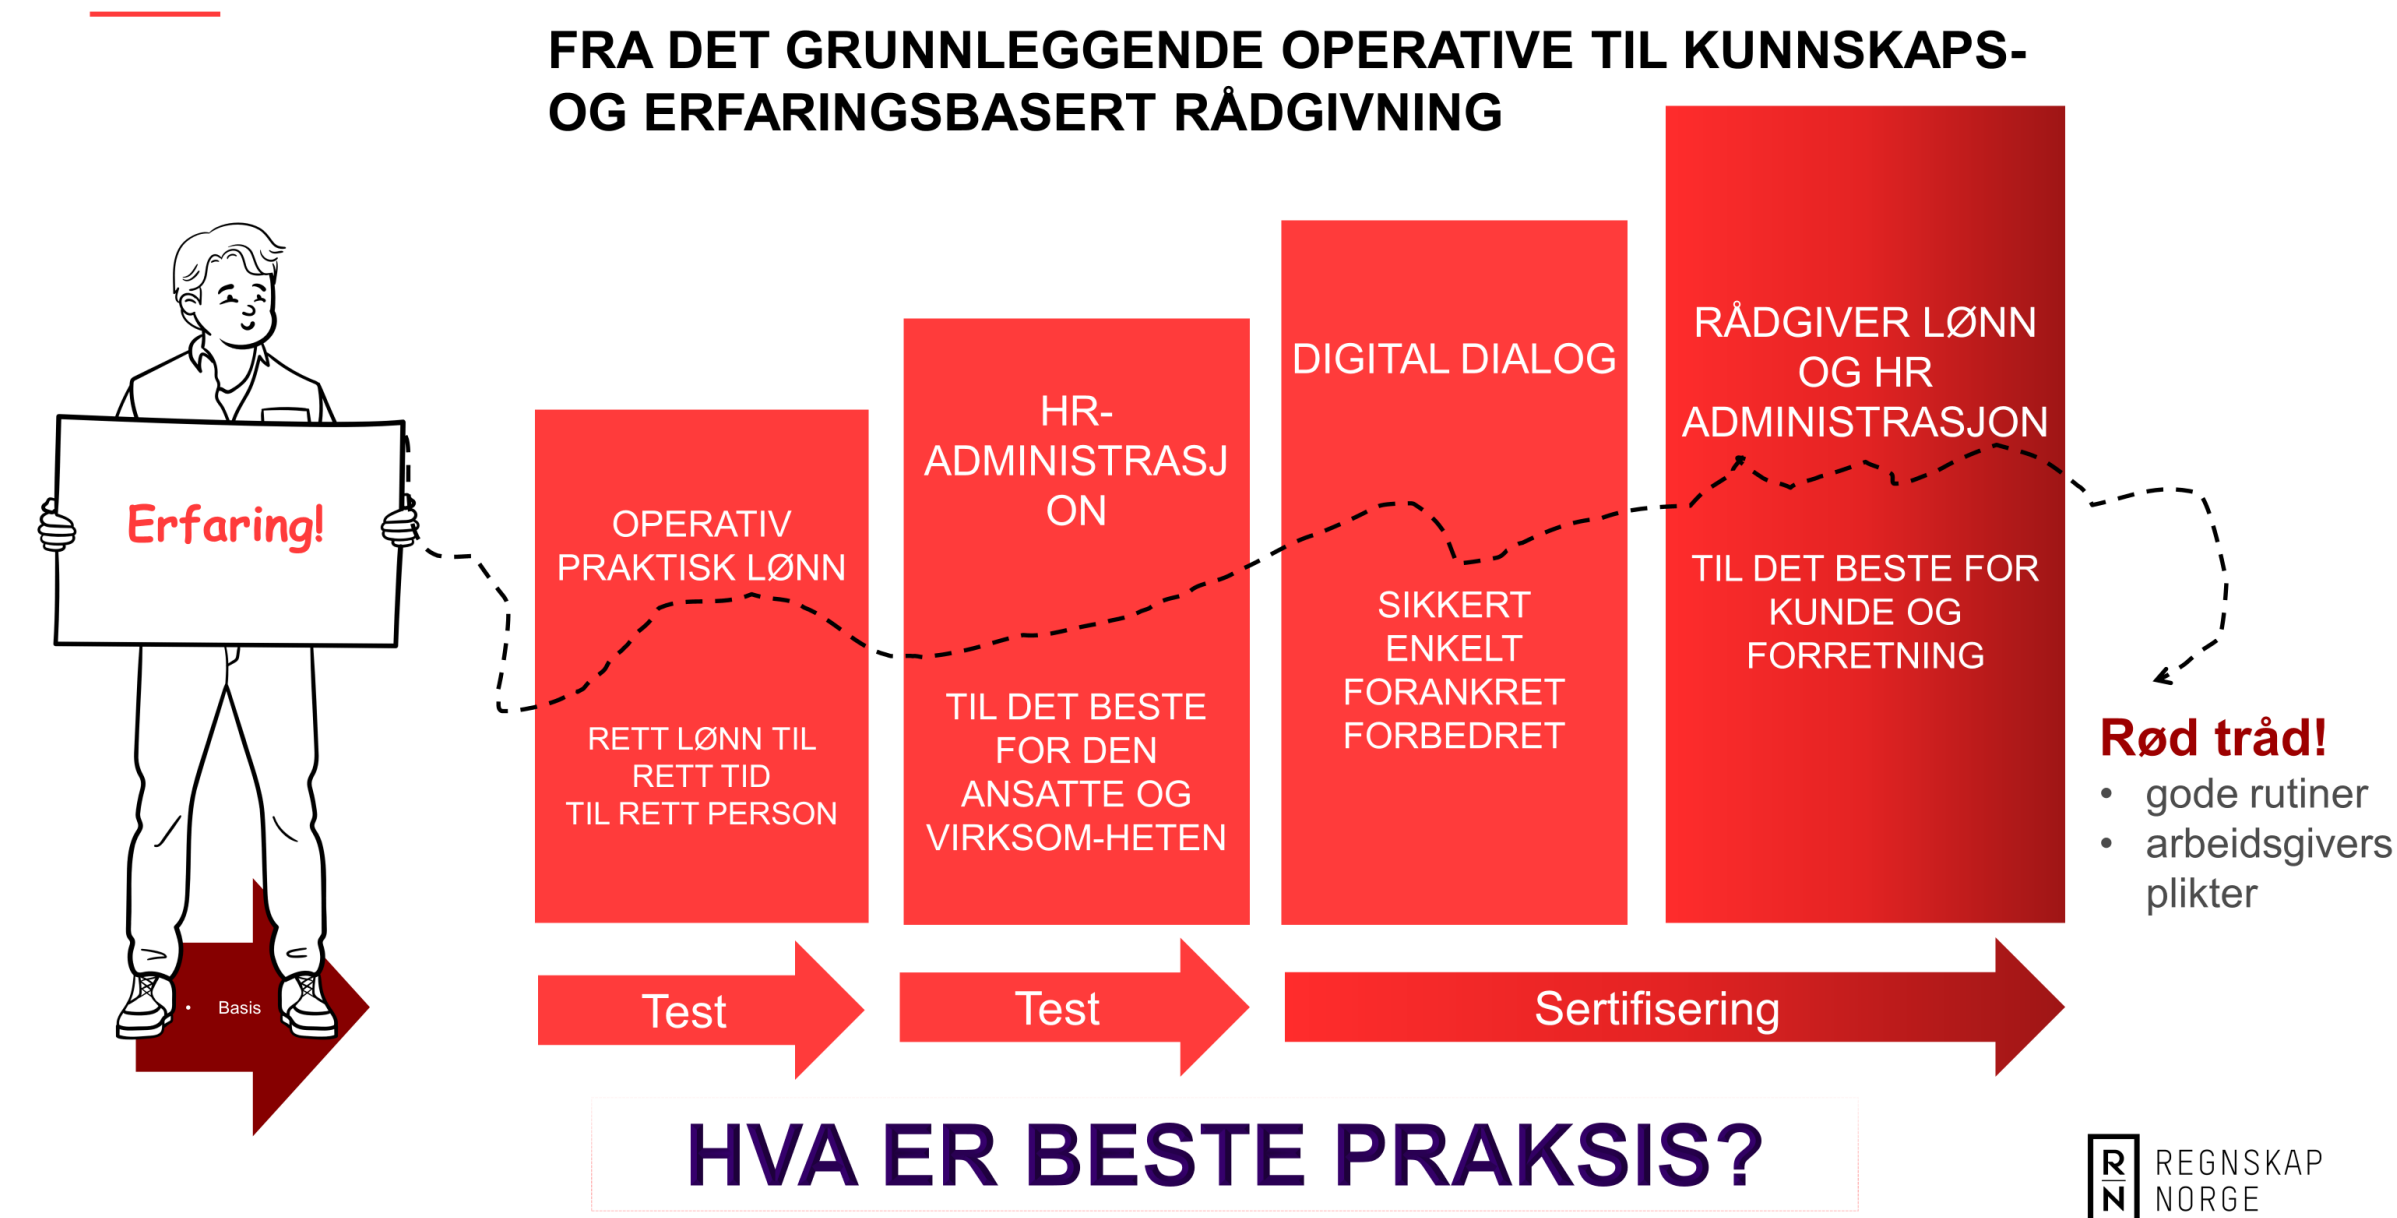 FRA DET GRUNNLEGGENDE OPERATIVE TIL KUNNSKAPS-
OG ERFARINGSBASERT RÅDGIVNING
Erfaring!
• Basis
OPERATIV
PRAKTISK LØNN
RETT LØNN TIL
RETT TID
TIL RETT PERSON
HR-
ADMINISTRASJ
ON
TIL DET BESTE
FOR DEN
ANSATTE OG
VIRKSOM-HETEN
DIGITAL DIALOG
SIKKERT
ENKELT
FORANKRET
FORBEDRET
RÅDGIVER LØNN
OG HR
ADMINISTRASJON
TIL DET BESTE FOR
KUNDE OG
FORRETNING
Rød tråd!
• gode rutiner
• arbeidsgivers
plikter
Test
Test
Sertifisering
HVA ER BESTE PRAKSIS?
R
N
REGNSKAP
NORGE